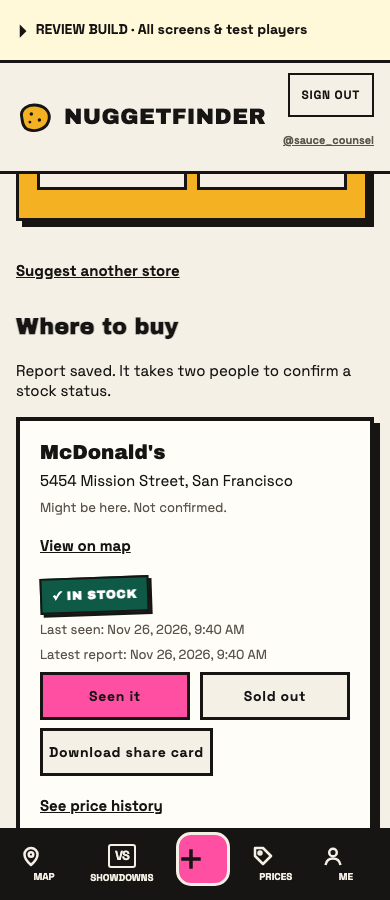 REVIEW BUILD · All screens & test players
NUGGETFINDER
SIGN OUT
@sauce_counsel
Suggest another store
Where to buy
Report saved. It takes two people to confirm a
stock status.
McDonald's
5454 Mission Street, San Francisco
Might be here. Not confirmed.
View on map
✓ IN STOCK
Last seen: Nov 26, 2026, 9:40 AM
Latest report: Nov 26, 2026, 9:40 AM
Seen it
Sold out
Download share card
See price history
VS
+
MAP
SHOWDOWNS
PRICES
ME